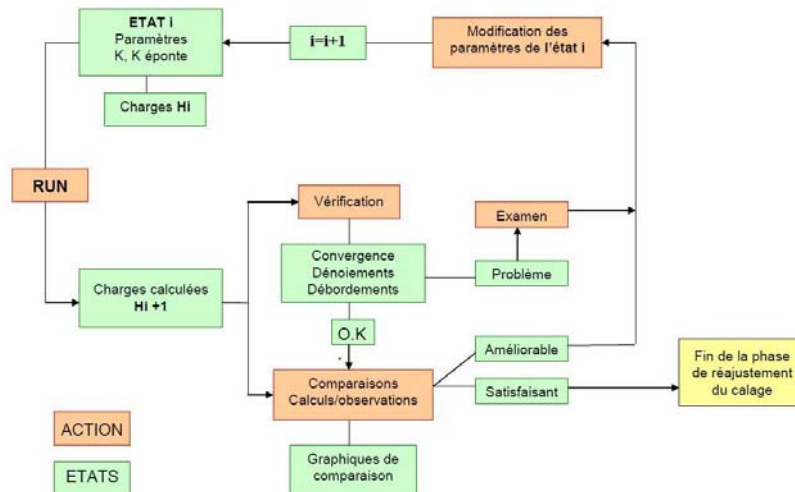 ETAT i
Paramètres
K, K éponte
Charges Hi
i=i+1
Modification des
paramètres de l'état i
RUN
Vérification
Examen
Convergence
Dénoiements
Débordements
Problème
Charges calculées
Hi +1
O.K
Améliorable
Comparaisons
Calculs/observations
Satisfaisant
Fin de la phase
de réajustement
du calage
Graphiques de
comparaison
ACTION
ETATS